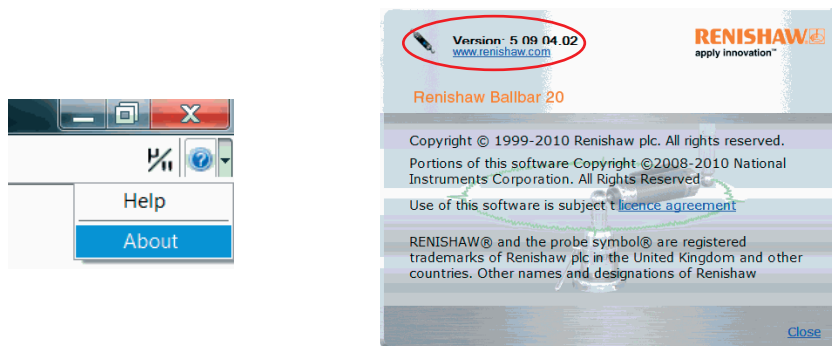 Help
About
Version: 5.09.04.02
www.renishaw.com
RENISHAW
apply innovation™
Renishaw Ballbar 20
Copyright © 1999-2010 Renishaw plc. All rights reserved.
Portions of this software Copyright ©2008-2010 National
Instruments Corporation. All Rights Reserved
Use of this software is subject t licence agreement
RENISHAW® and the probe symbol® are registered
trademarks of Renishaw plc in the United Kingdom and other
countries. Other names and designations of Renishaw
Close